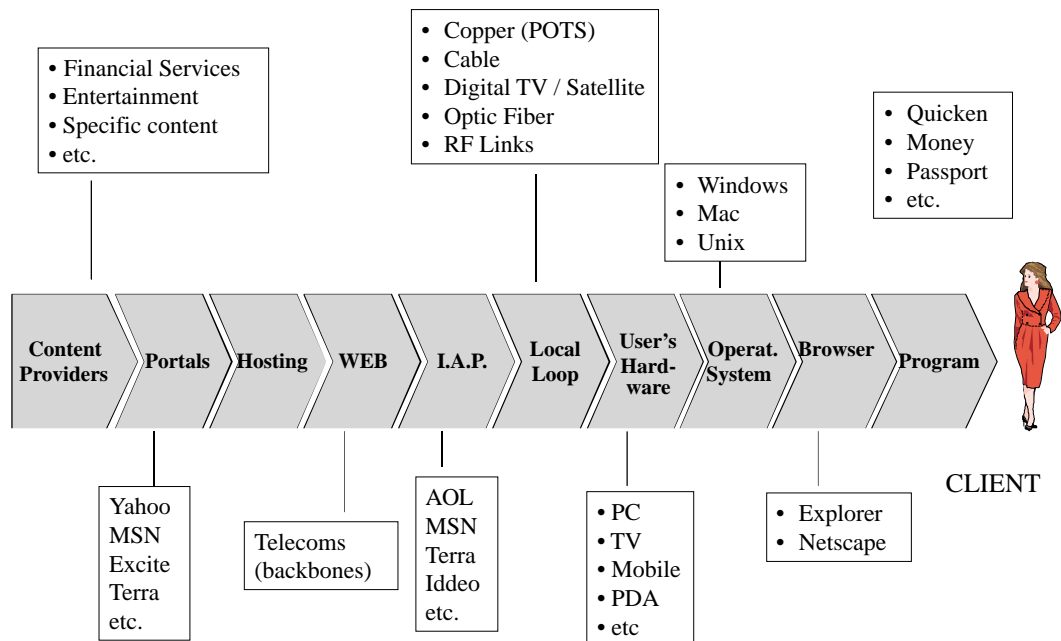 • Financial Services
• Entertainment
• Specific content
• etc.
• Copper (POTS)
• Cable
• Digital TV / Satellite
• Optic Fiber
• RF Links
• Windows
• Mac
• Unix
• Quicken
• Money
• Passport
• etc.
Content
Providers
Portals
Hosting
WEB
I.A.P.
Local
Loop
User's
Hard-
ware
Operat.
System
Browser
Program
CLIENT
Yahoo
MSN
Excite
Terra
etc.
Telecoms
(backbones)
AOL
MSN
Terra
Iddeo
etc.
• PC
• TV
• Mobile
• PDA
• etc
• Explorer
• Netscape